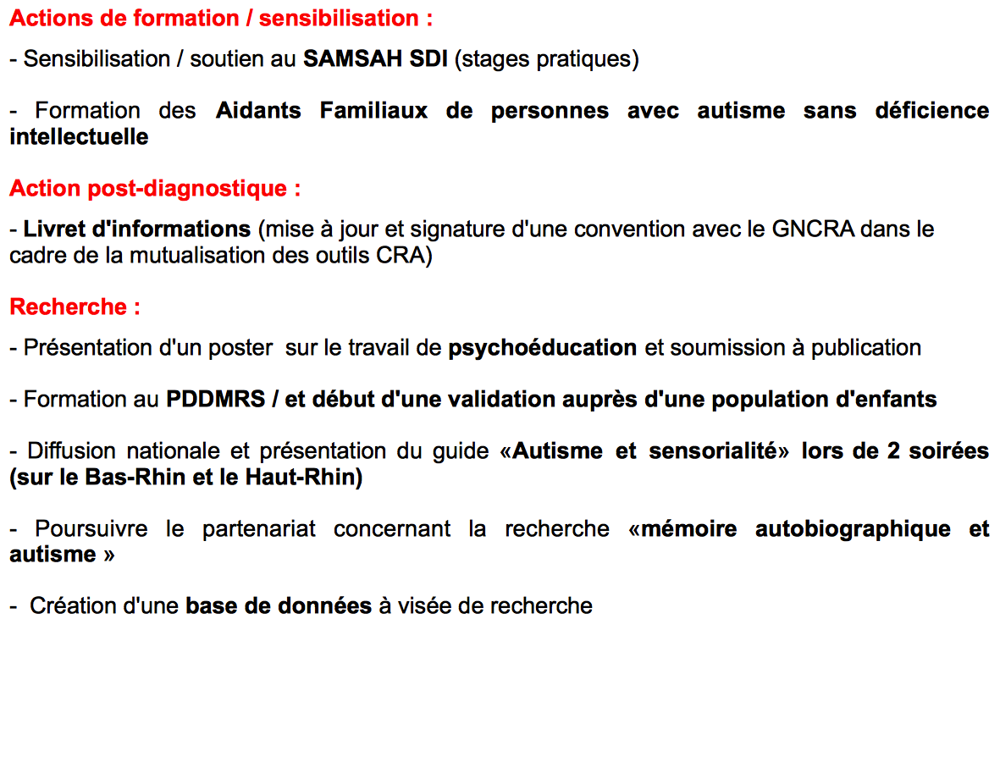 Actions de formation / sensibilisation :
- Sensibilisation / soutien au SAMSAH SDI (stages pratiques)
- Formation des Aidants Familiaux de personnes avec autisme sans déficience
intellectuelle
Action post-diagnostique :
- Livret d'informations (mise à jour et signature d'une convention avec le GNCRA dans le
cadre de la mutualisation des outils CRA)
Recherche :
- Présentation d'un poster  sur le travail de psychoéducation et soumission à publication
- Formation au PDDMRS / et début d'une validation auprès d'une population d'enfants
- Diffusion nationale et présentation du guide «Autisme et sensorialité» lors de 2 soirées
(sur le Bas-Rhin et le Haut-Rhin)
- Poursuivre le partenariat concernant la recherche «mémoire autobiographique et
autisme »
-  Création d'une base de données à visée de recherche